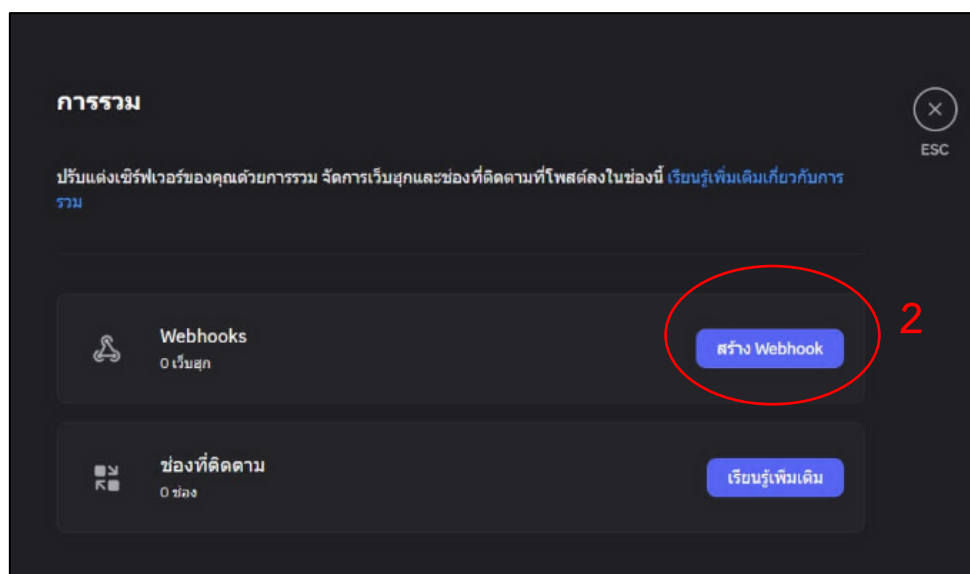 การรวม
ESC
ปรับแต่งเซิร์ฟเวอร์ของคุณด้วยการรวม จัดการเว็บฮุกและช่องที่ติดตามที่โพสต์ลงในช่องนี้ เรียนรู้เพิ่มเติมเกี่ยวกับการ
รวม
Webhooks
0 เว็บฮุก
สร้าง Webhook
2
ช่องที่ติดตาม
0 ช่อง
เรียนรู้เพิ่มเติม